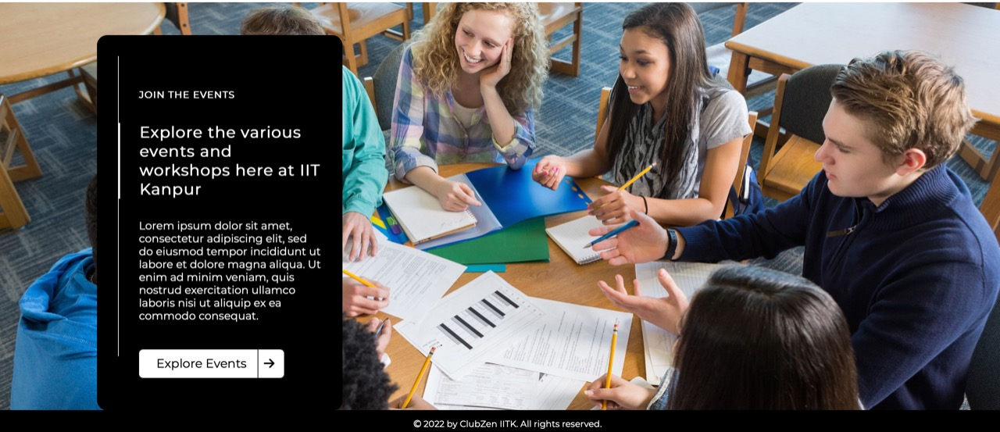 JOIN THE EVENTS
Explore the various
events and
workshops here at IIT
Kanpur
Lorem ipsum dolor sit amet,
consectetur adipiscing elit, sed
do eiusmod tempor incididunt ut
labore et dolore magna aliqua. Ut
enim ad minim veniam, quis
nostrud exercitation ullamco
laboris nisi ut aliquip ex ea
commodo consequat.
Explore Events →
© 2022 by ClubZen IITK. All rights reserved.